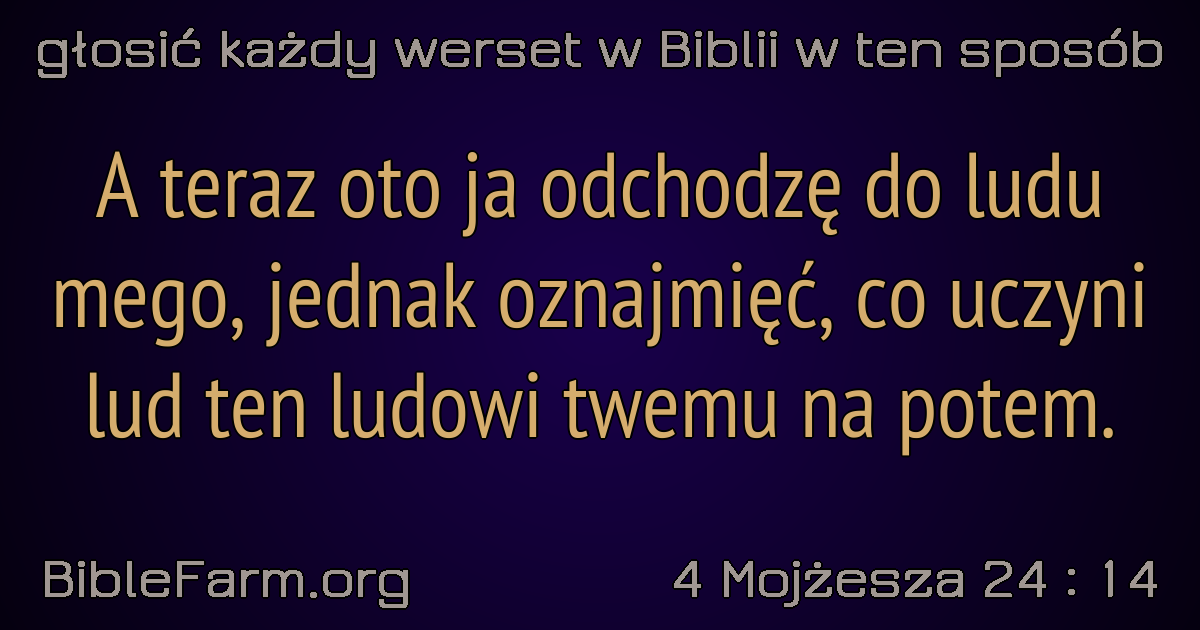 głosić każdy werset w Biblii w ten sposób
A teraz oto ja odchodzę do ludu
mego, jednak oznajmięć, co uczyni
lud ten ludowi twemu na potem.
BibleFarm.org
4 Mojżesza 24 : 14